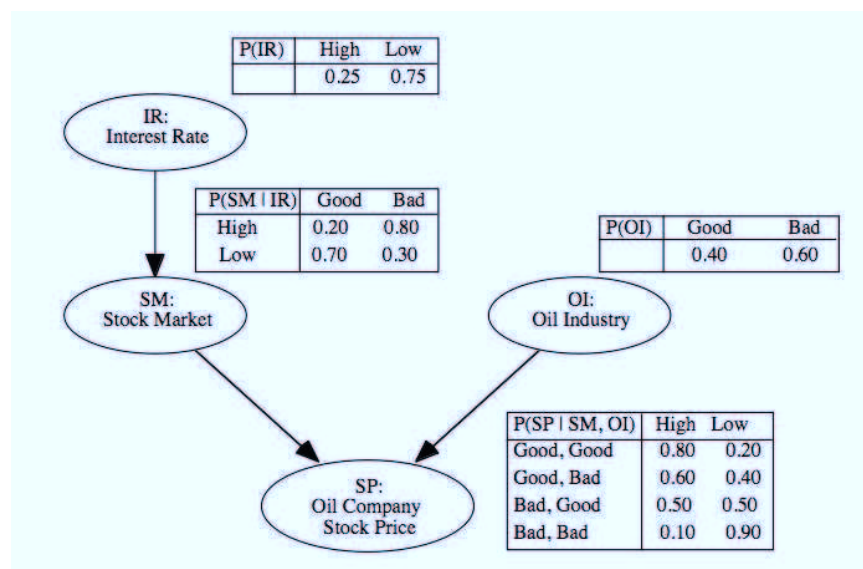 P(IR) High Low
0.25 0.75
IR:
Interest Rate
P(SM | IR) Good Bad
High 0.20 0.80
Low 0.70 0.30
P(OI) Good Bad
0.40 0.60
SM:
Stock Market
OI:
Oil Industry
P(SP | SM, OI) High Low
Good, Good 0.80 0.20
Good, Bad 0.60 0.40
Bad, Good 0.50 0.50
Bad, Bad 0.10 0.90
SP:
Oil Company
Stock Price